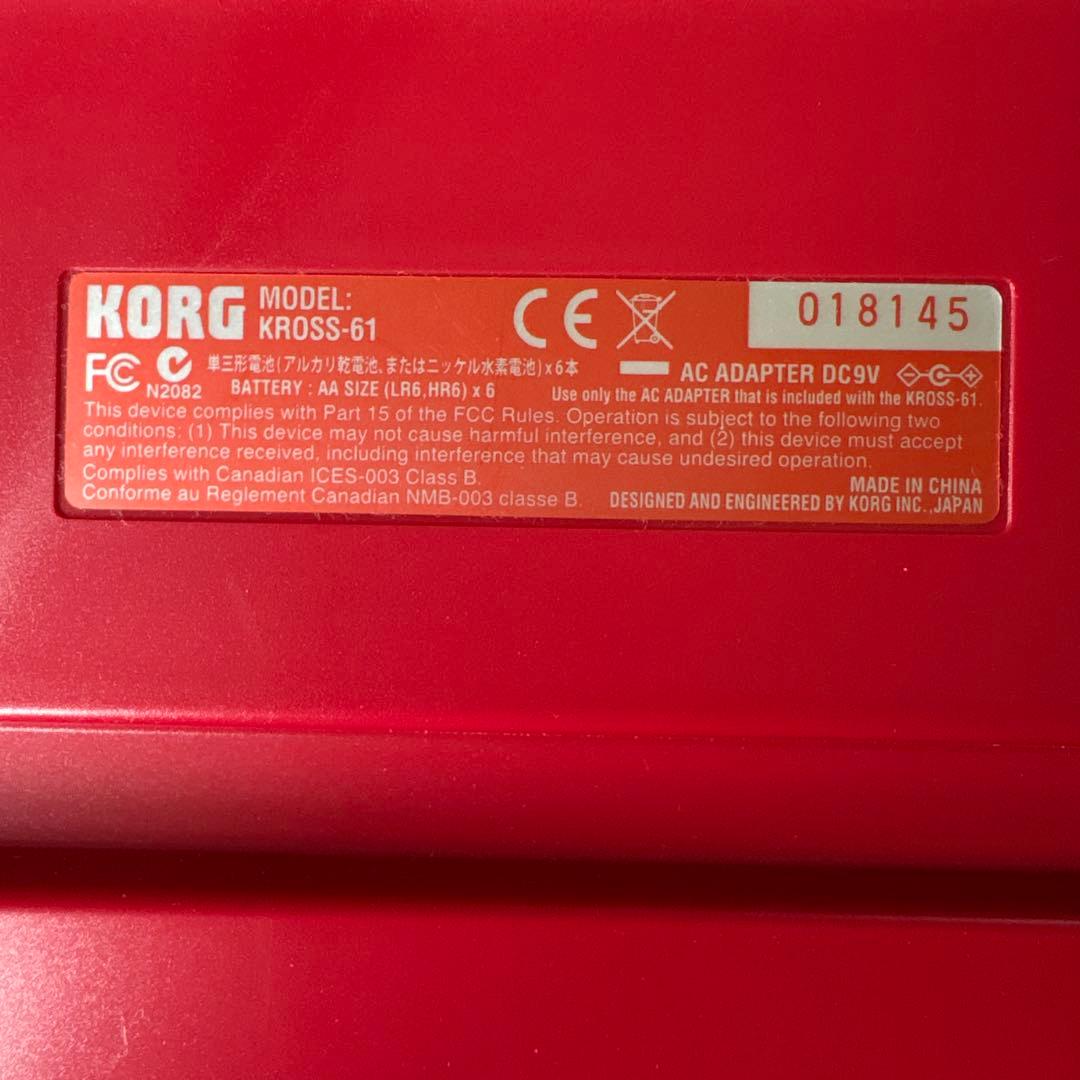 KORG MODEL:
KROSS-61
CE
018145
FC
N2082
単三形電池(アルカリ乾電池、またはニッケル水素電池)x6本
BATTERY : AA SIZE (LR6,HR6) x 6
AC ADAPTER DC9V
Use only the AC ADAPTER that is included with the KROSS-61.
This device complies with Part 15 of the FCC Rules. Operation is subject to the following two
conditions: (1) This device may not cause harmful interference, and (2) this device must accept
any interference received, including interference that may cause undesired operation.
Complies with Canadian ICES-003 Class B.
Conforme au Reglement Canadian NMB-003 classe B.
MADE IN CHINA
DESIGNED AND ENGINEERED BY KORG INC.,JAPAN